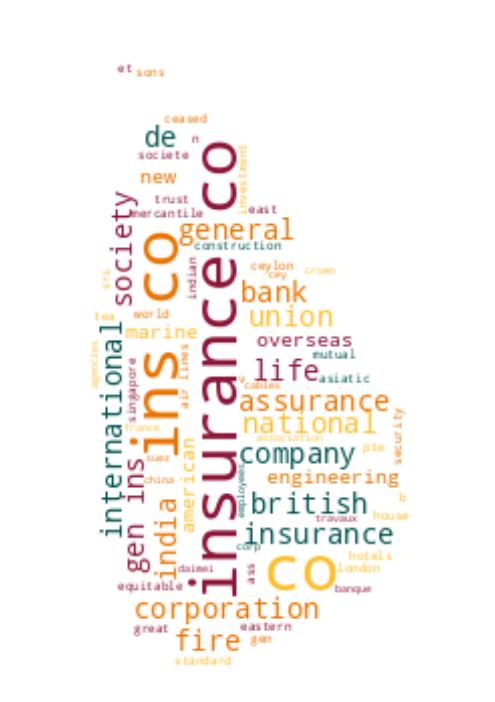 et
sons
ceased
de
n
societe
co
investment
new
trust
mercantile
east
society
general
construction
indian
co
ceylon
cey
crown
sri
bank
tea
world
union
marine
overseas
mutual
international
agencies
singapore
air lines
life
asiatic
v
cables
ins
insurance
assurance
france
national
association
security
suez
american
company
pte
china
engineering
employees
gen ins
india
british
b
travaux
house
insurance
corp
hotels
daimei
ass
co
london
equitable
banque
corporation
great
eastern
fire
gen
standard